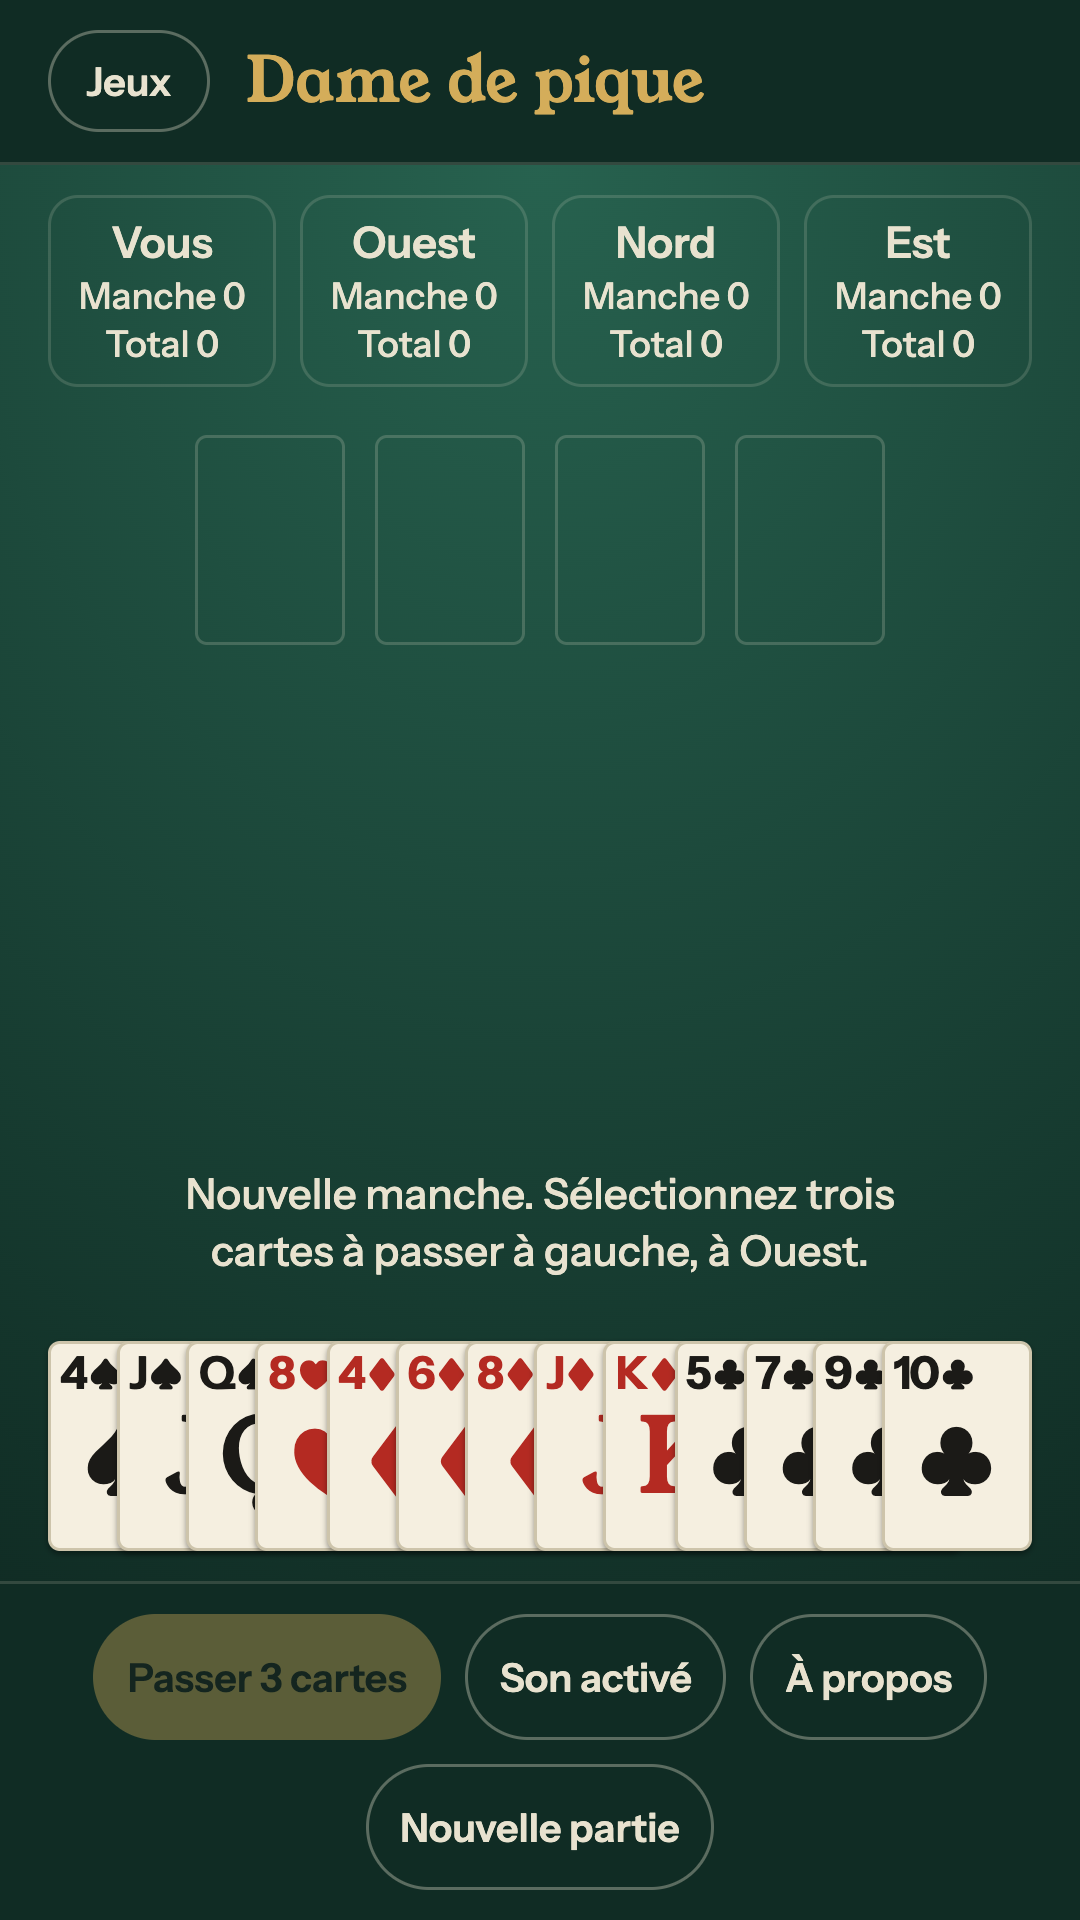 Jeux
Dame de pique
Vous
Manche 0
Total 0
Ouest
Manche 0
Total 0
Nord
Manche 0
Total 0
Est
Manche 0
Total 0
Nouvelle manche. Sélectionnez trois
cartes à passer à gauche, à Ouest.
4♠ J♠ Q♠ 8♥ 4♦ 6♦ 8♦ J♦ K♦ 5♣ 7♣ 9♣ 10♣
J Q J K
Passer 3 cartes
Son activé
À propos
Nouvelle partie